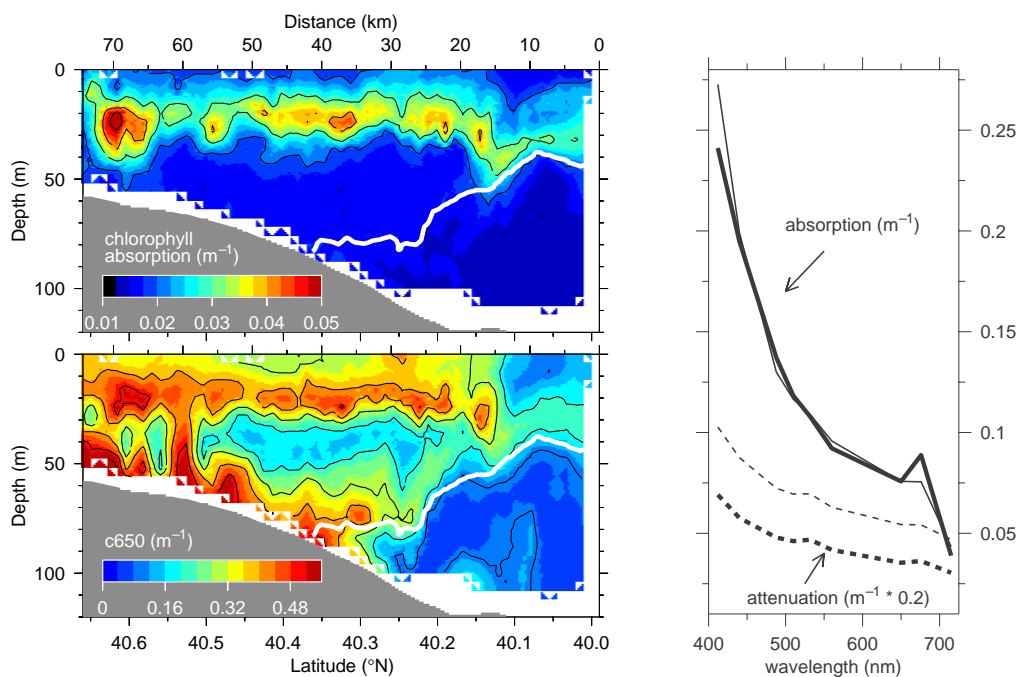 Distance (km)
70 60 50 40 30 20 10 0
0
50
100
Depth (m)
chlorophyll
absorption (m⁻¹)
0.01 0.02 0.03 0.04 0.05
0
50
100
Depth (m)
c650 (m⁻¹)
0 0.16 0.32 0.48
40.6 40.5 40.4 40.3 40.2 40.1 40.0
Latitude (°N)
0.25
0.2
0.15
0.1
0.05
absorption (m⁻¹)
attenuation (m⁻¹ * 0.2)
400 500 600 700
wavelength (nm)